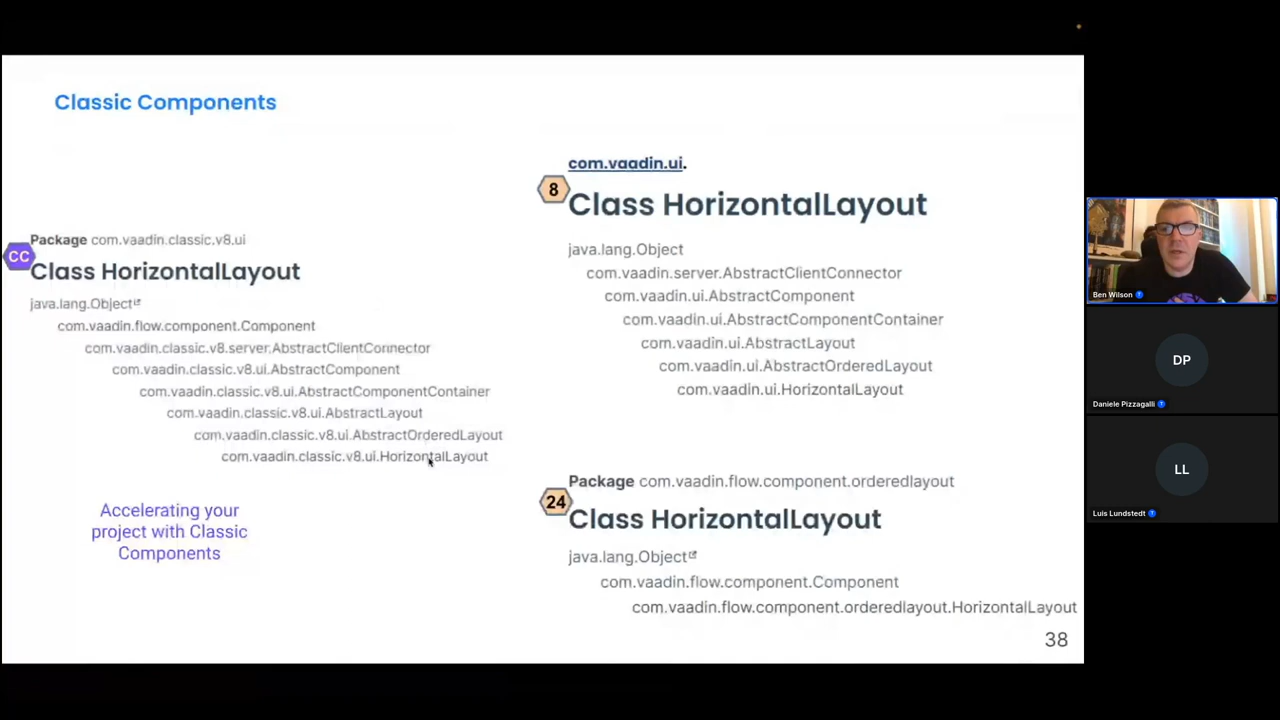 Classic Components
Package com.vaadin.classic.v8.ui
CC
Class HorizontalLayout
java.lang.Object
com.vaadin.flow.component.Component
com.vaadin.classic.v8.server.AbstractClientConnector
com.vaadin.classic.v8.ui.AbstractComponent
com.vaadin.classic.v8.ui.AbstractComponentContainer
com.vaadin.classic.v8.ui.AbstractLayout
com.vaadin.classic.v8.ui.AbstractOrderedLayout
com.vaadin.classic.v8.ui.HorizontalLayout
Accelerating your
project with Classic
Components
com.vaadin.ui.
8
Class HorizontalLayout
java.lang.Object
com.vaadin.server.AbstractClientConnector
com.vaadin.ui.AbstractComponent
com.vaadin.ui.AbstractComponentContainer
com.vaadin.ui.AbstractLayout
com.vaadin.ui.AbstractOrderedLayout
com.vaadin.ui.HorizontalLayout
Package com.vaadin.flow.component.orderedlayout
24
Class HorizontalLayout
java.lang.Object
com.vaadin.flow.component.Component
com.vaadin.flow.component.orderedlayout.HorizontalLayout
38
Ben Wilson
DP
Daniele Pizzagalli
LL
Luis Lundstedt